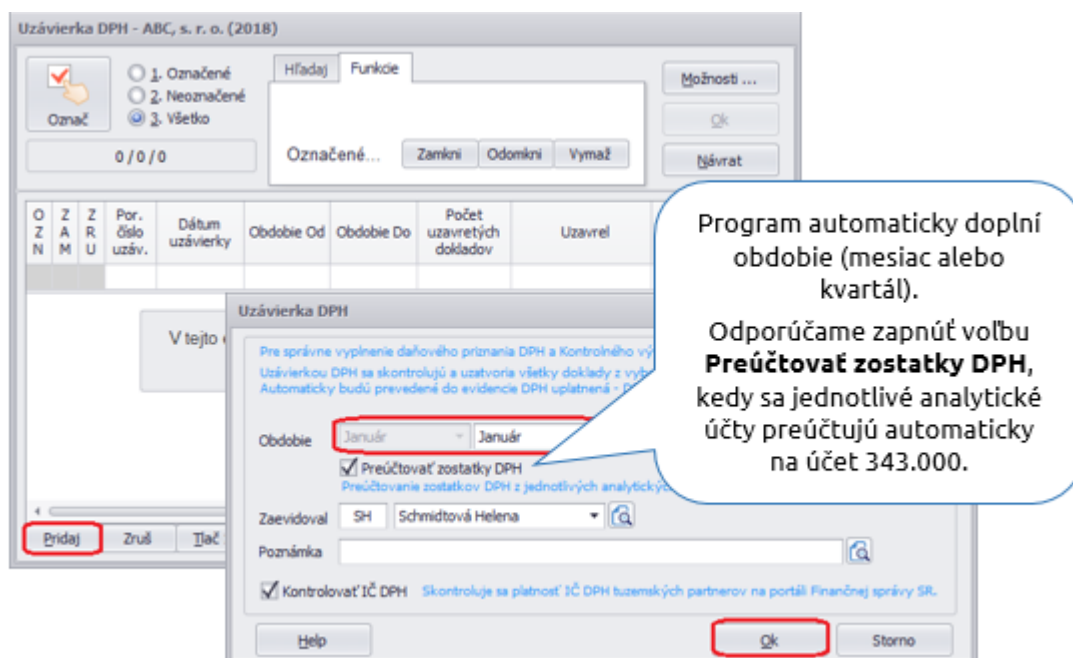 Uzávierka DPH - ABC, s. r. o. (2018)
Označ
1. Označené
2. Neoznačené
3. Všetko
0 / 0 / 0
Hľadaj Funkcie
Označené... Zamkni Odomkni Vymaž
Možnosti ...
Ok
Návrat
OZN ZAM ZRU Por. číslo uzáv. Dátum uzávierky Obdobie Od Obdobie Do Počet uzavretých dokladov Uzavrel
V tejto
Pridaj Zruš Tlač
Program automaticky doplní
obdobie (mesiac alebo
kvartál).
Odporúčame zapnúť voľbu
Preúčtovať zostatky DPH,
kedy sa jednotlivé analytické
účty preúčtujú automaticky
na účet 343.000.
Uzávierka DPH
Pre správne vyplnenie daňového priznania DPH a Kontrolného
Uzávierkou DPH sa skontrolujú a uzatvoria všetky doklady z
Automaticky budú prevedené do evidencie DPH uplatnená -
Obdobie Január Január
Preúčtovať zostatky DPH
Preúčtovanie zostatkov DPH z jednotlivých analytických
Zaevidoval SH Schmidtová Helena
Poznámka
Kontrolovať IČ DPH Skontroluje sa platnosť IČ DPH tuzemských partnerov na portáli Finančnej správy SR.
Help Ok Storno